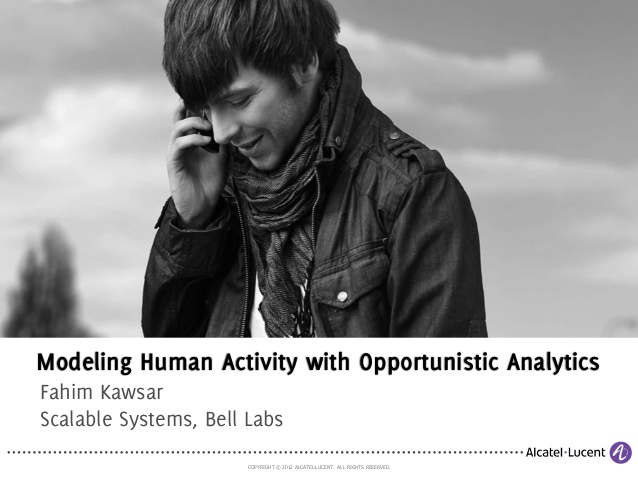 Modeling Human Activity with Opportunistic Analytics
Fahim Kawsar
Scalable Systems, Bell Labs
Alcatel·Lucent
COPYRIGHT © 2012 ALCATEL-LUCENT. ALL RIGHTS RESERVED.